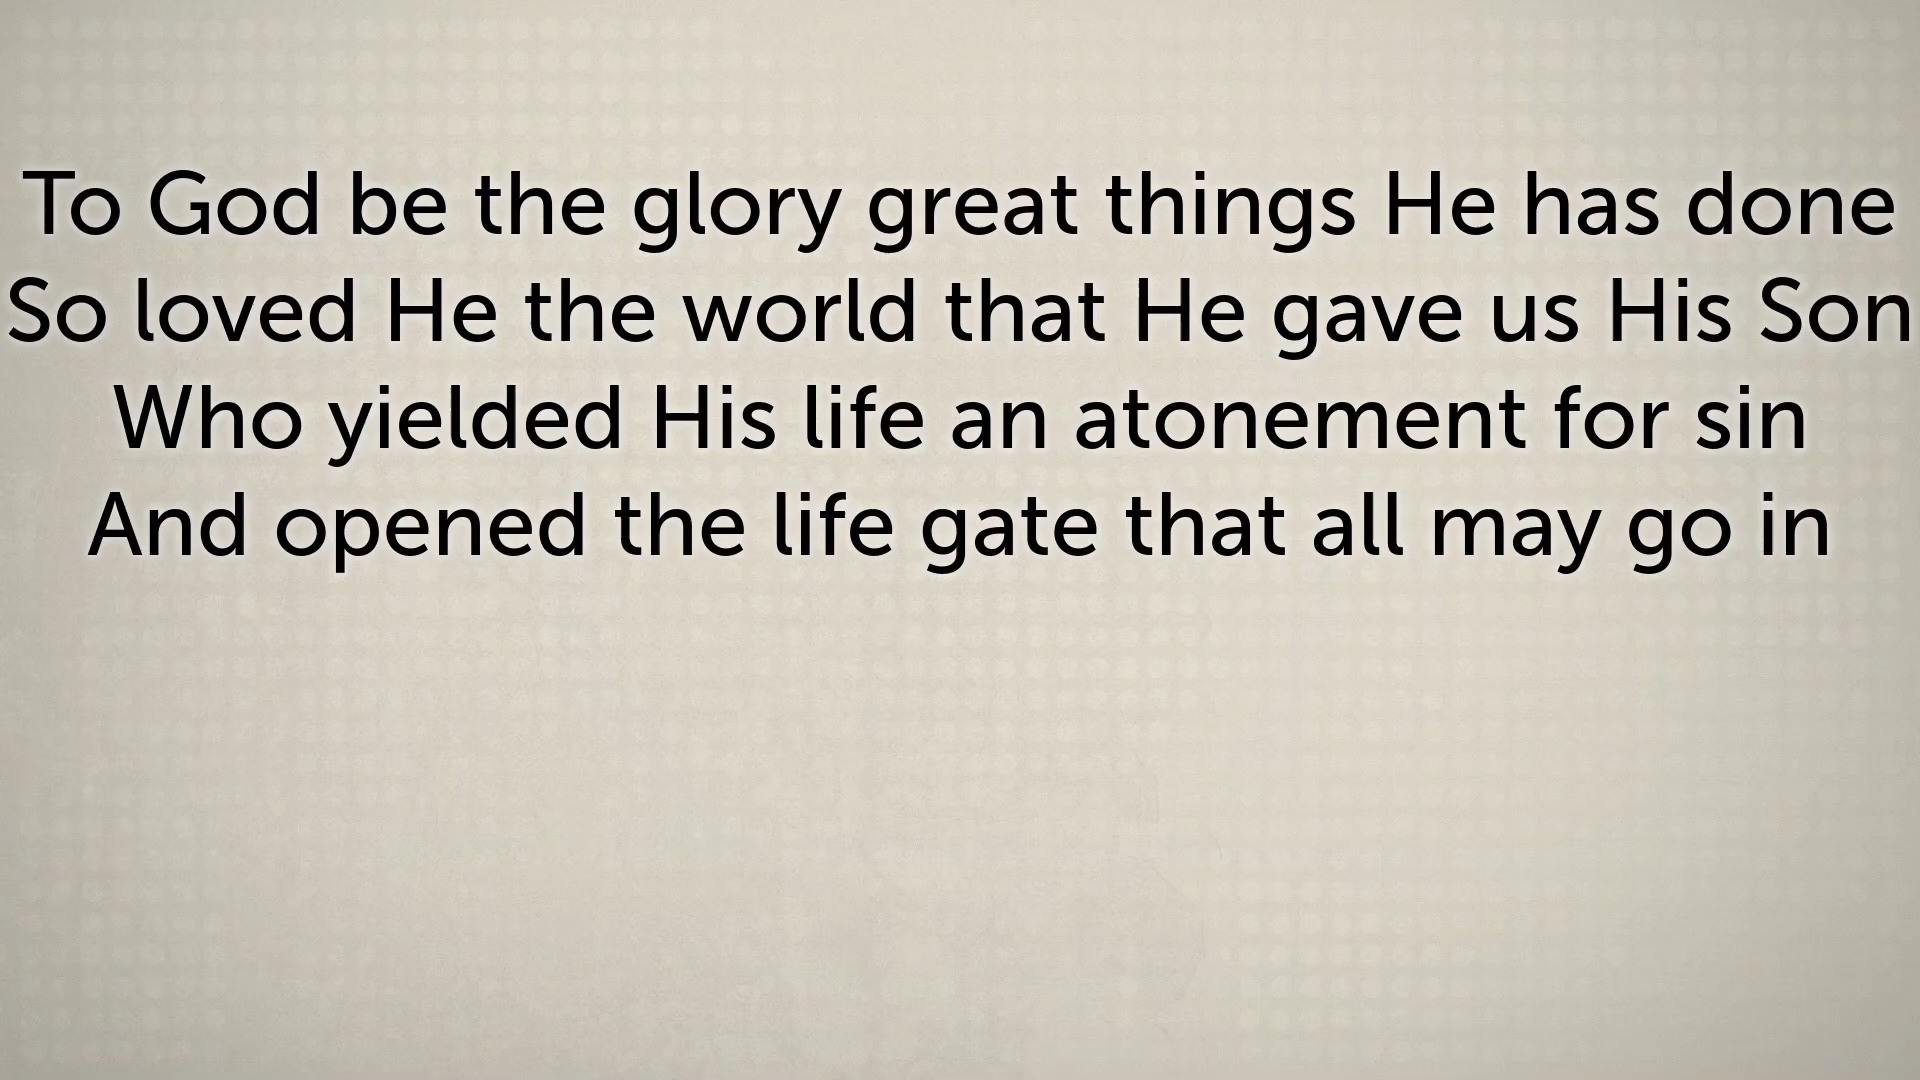 To God be the glory great things He has done
So loved He the world that He gave us His Son
Who yielded His life an atonement for sin
And opened the life gate that all may go in